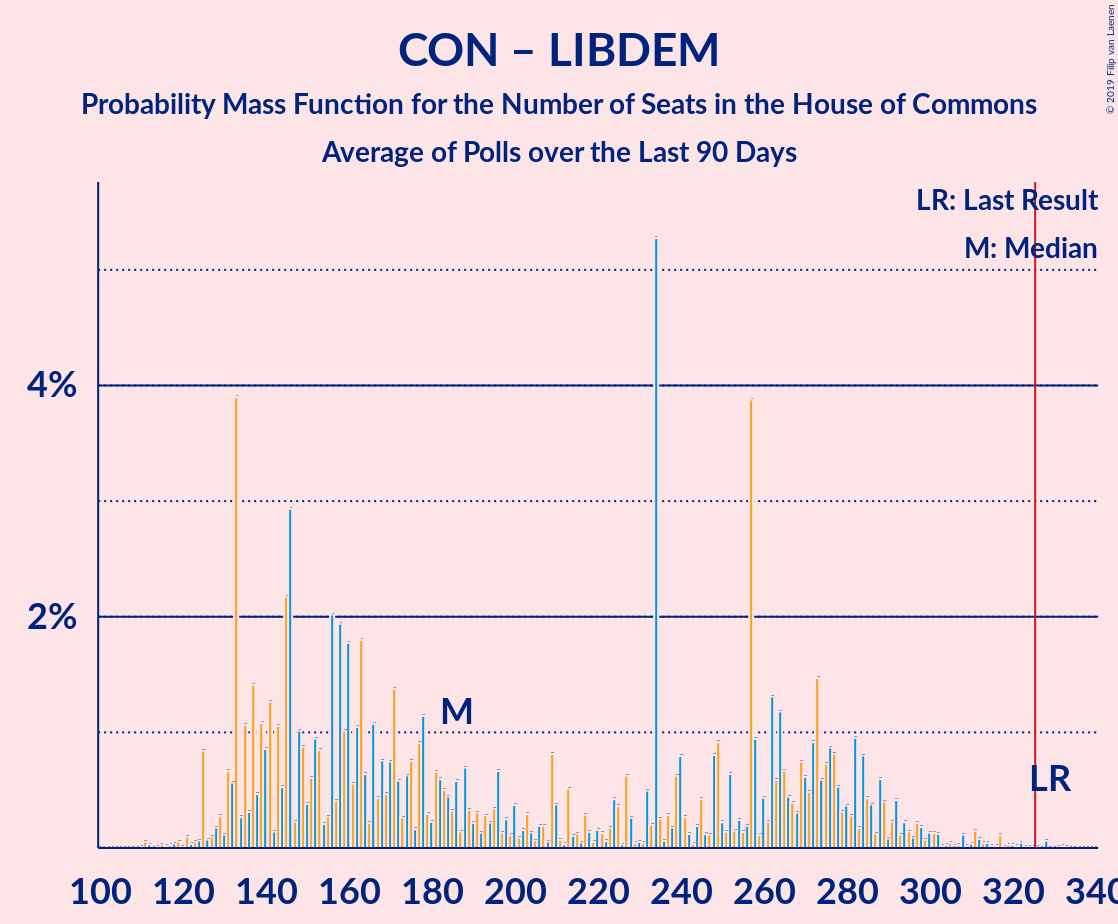 CON – LIBDEM
Probability Mass Function for the Number of Seats in the House of Commons
Average of Polls over the Last 90 Days
© 2019 Filip van Laenen
LR: Last Result
M: Median
4%
2%
M
LR
100 120 140 160 180 200 220 240 260 280 300 320 340